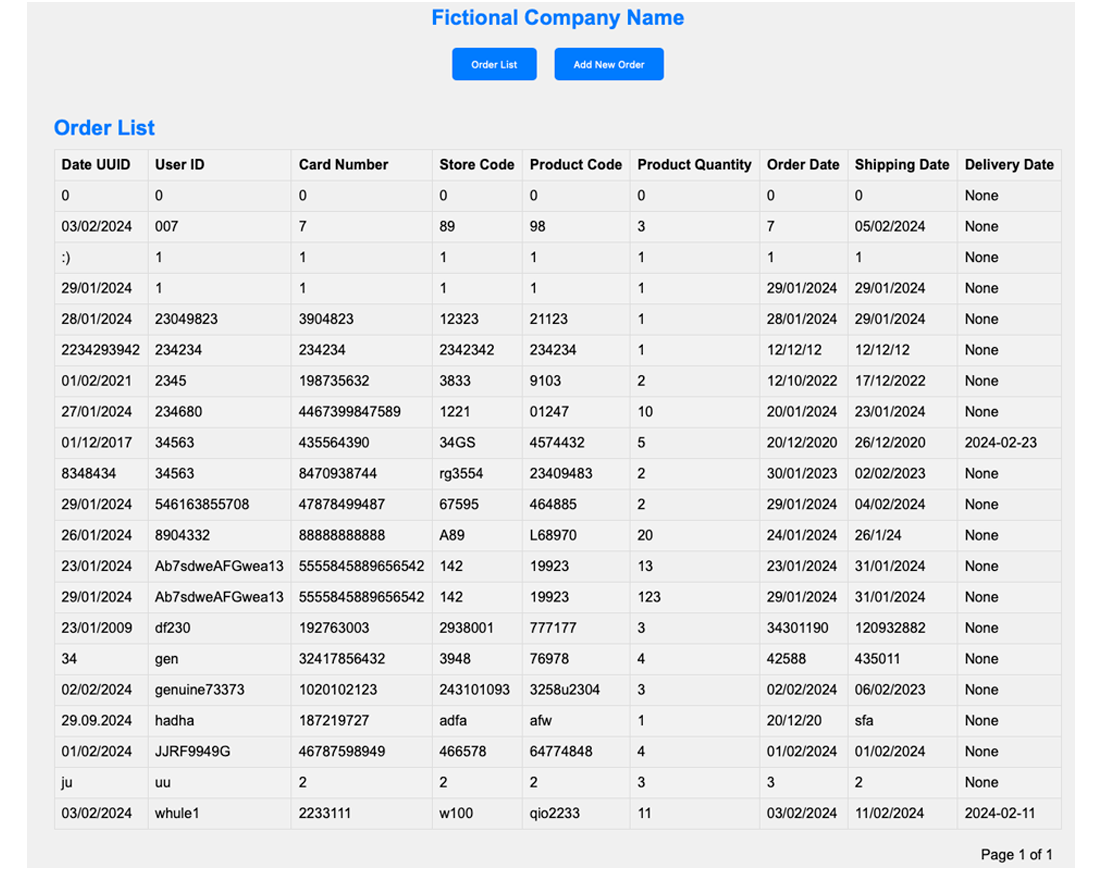 Fictional Company Name
Order List Add New Order
Order List
Date UUID User ID Card Number Store Code Product Code Product Quantity Order Date Shipping Date Delivery Date
0 0 0 0 0 0 0 0 None
03/02/2024 007 7 89 98 3 7 05/02/2024 None
:) 1 1 1 1 1 1 1 None
29/01/2024 1 1 1 1 1 29/01/2024 29/01/2024 None
28/01/2024 23049823 3904823 12323 21123 1 28/01/2024 29/01/2024 None
2234293942 234234 234234 2342342 234234 1 12/12/12 12/12/12 None
01/02/2021 2345 198735632 3833 9103 2 12/10/2022 17/12/2022 None
27/01/2024 234680 4467399847589 1221 01247 10 20/01/2024 23/01/2024 None
01/12/2017 34563 435564390 34GS 4574432 5 20/12/2020 26/12/2020 2024-02-23
8348434 34563 8470938744 rg3554 23409483 2 30/01/2023 02/02/2023 None
29/01/2024 546163855708 47878499487 67595 464885 2 29/01/2024 04/02/2024 None
26/01/2024 8904332 88888888888 A89 L68970 20 24/01/2024 26/1/24 None
23/01/2024 Ab7sdweAFGwea13 5555845889656542 142 19923 13 23/01/2024 31/01/2024 None
29/01/2024 Ab7sdweAFGwea13 5555845889656542 142 19923 123 29/01/2024 31/01/2024 None
23/01/2009 df230 192763003 2938001 777177 3 34301190 120932882 None
34 gen 32417856432 3948 76978 4 42588 435011 None
02/02/2024 genuine73373 1020102123 243101093 3258u2304 3 02/02/2024 06/02/2023 None
29.09.2024 hadha 187219727 adfa afw 1 20/12/20 sfa None
01/02/2024 JJRF9949G 46787598949 466578 64774848 4 01/02/2024 01/02/2024 None
ju uu 2 2 2 3 3 2 None
03/02/2024 whule1 2233111 w100 qio2233 11 03/02/2024 11/02/2024 2024-02-11
Page 1 of 1